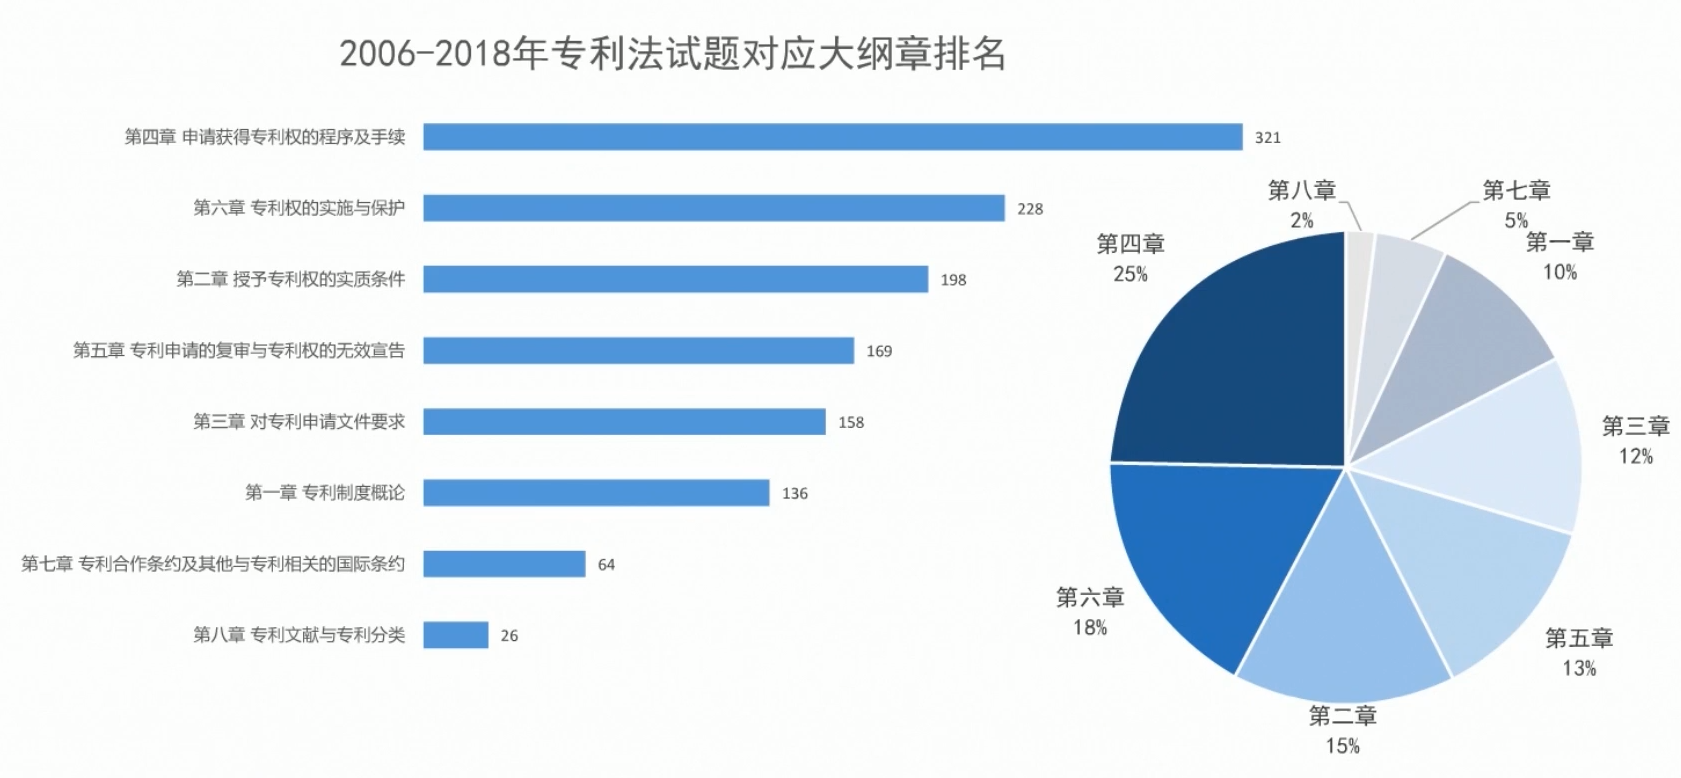 2006-2018年专利法试题对应大纲章排名
第四章 申请获得专利权的程序及手续 321
第六章 专利权的实施与保护 228
第二章 授予专利权的实质条件 198
第五章 专利申请的复审与专利权的无效宣告 169
第三章 对专利申请文件要求 158
第一章 专利制度概论 136
第七章 专利合作条约及其他与专利相关的国际条约 64
第八章 专利文献与专利分类 26
第八章
2%
第七章
5%
第一章
10%
第三章
12%
第五章
13%
第二章
15%
第六章
18%
第四章
25%